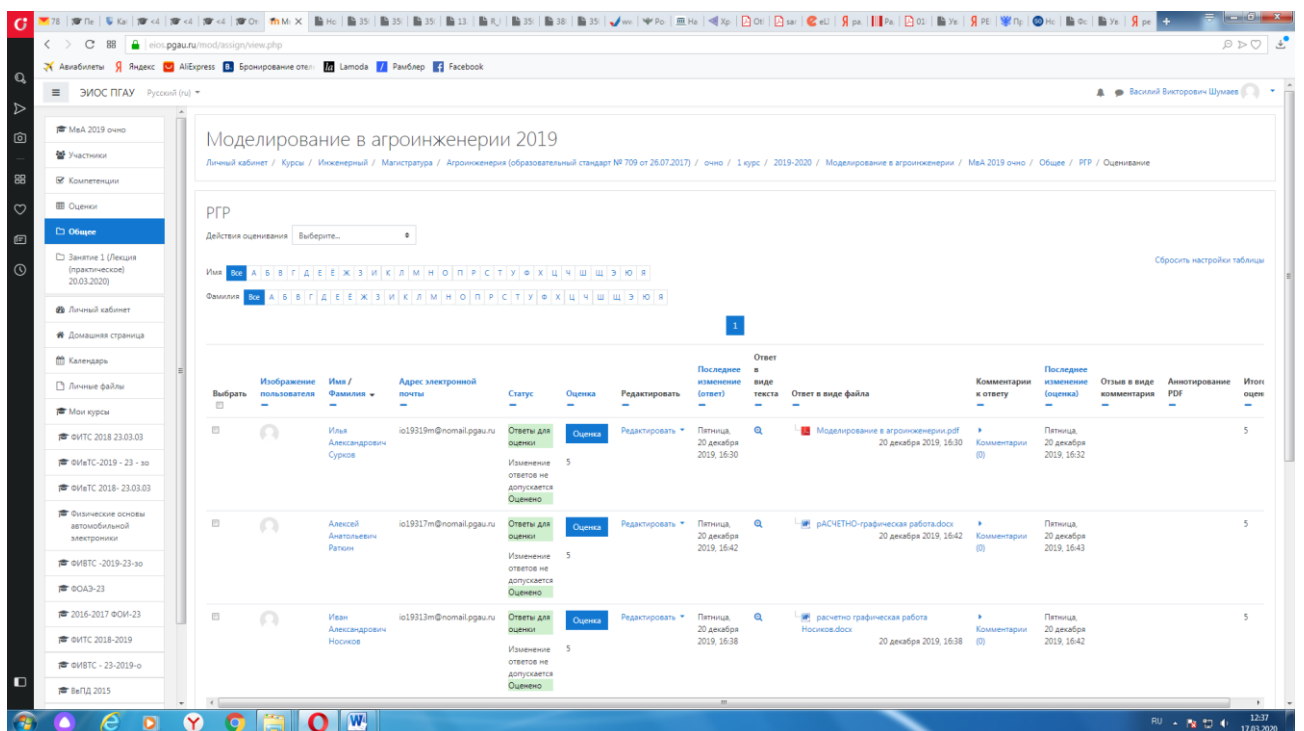 eios.pgau.ru/mod/assign/view.php
Авиабилеты Яндекс AliExpress Бронирование отел Lamoda Рамблер Facebook
ЭИОС ПГАУ Русский (ru)
Василий Викторович Шумаев
МвА 2019 очно
Участники
Компетенции
Оценки
Общее
Занятие 1 (Лекция
(практическое)
20.03.2020)
Личный кабинет
Домашняя страница
Календарь
Личные файлы
Мои курсы
ФИТС 2018 23.03.03
ФИвТС-2019 - 23 - зо
ФИвТС 2018- 23.03.03
Физические основы
автомобильной
электроники
ФИВТС -2019-23-зо
ФОАЭ-23
2016-2017 ФОИ-23
ФИТС 2018-2019
ФИВТС - 23-2019-о
ВвПД 2015
Моделирование в агроинженерии 2019
Личный кабинет / Курсы / Инженерный / Магистратура / Агроинженерия (образовательный стандарт № 709 от 26.07.2017) / очно / 1 курс / 2019-2020 / Моделирование в агроинженерии / МвА 2019 очно / Общее / РГР / Оценивание
РГР
Действия оценивания Выберите...
Сбросить настройки таблицы
Имя Все А Б В Г Д Е Ё Ж З И К Л М Н О П Р С Т У Ф Х Ц Ч Ш Щ Э Ю Я
Фамилия Все А Б В Г Д Е Ё Ж З И К Л М Н О П Р С Т У Ф Х Ц Ч Ш Щ Э Ю Я
1
Выбрать
Изображение
пользователя
Имя /
Фамилия
Адрес электронной
почты
Статус
Оценка
Редактировать
Последнее
изменение
(ответ)
Ответ
в
виде
текста
Ответ в виде файла
Комментарии
к ответу
Последнее
изменение
(оценка)
Отзыв в виде
комментария
Аннотирование
PDF
Итого
оцен
Илья
Александрович
Сурков
io19319m@nomail.pgau.ru
Ответы для
оценки
Изменение
ответов не
допускается
Оценено
Оценка
5
Редактировать
Пятница,
20 декабря
2019, 16:30
Моделирование в агроинженерии.pdf
20 декабря 2019, 16:30
Комментарии
(0)
Пятница,
20 декабря
2019, 16:32
5
Алексей
Анатольевич
Раткин
io19317m@nomail.pgau.ru
Ответы для
оценки
Изменение
ответов не
допускается
Оценено
Оценка
5
Редактировать
Пятница,
20 декабря
2019, 16:42
рАСЧЕТНО-графическая работа.docx
20 декабря 2019, 16:42
Комментарии
(0)
Пятница,
20 декабря
2019, 16:43
5
Иван
Александрович
Носиков
io19313m@nomail.pgau.ru
Ответы для
оценки
Изменение
ответов не
допускается
Оценено
Оценка
5
Редактировать
Пятница,
20 декабря
2019, 16:38
расчетно графическая работа
Носиков.docx
20 декабря 2019, 16:38
Комментарии
(0)
Пятница,
20 декабря
2019, 16:42
5
RU
12:37
17.03.2020